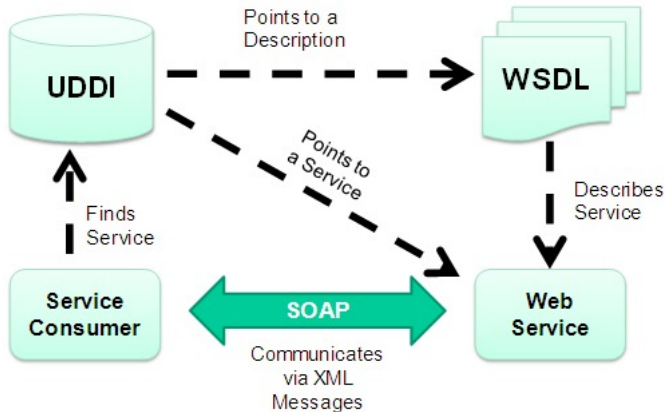 Points to a
Description
UDDI
WSDL
Points to
a Service
Describes
Service
Finds
Service
Service
Consumer
SOAP
Web
Service
Communicates
via XML
Messages